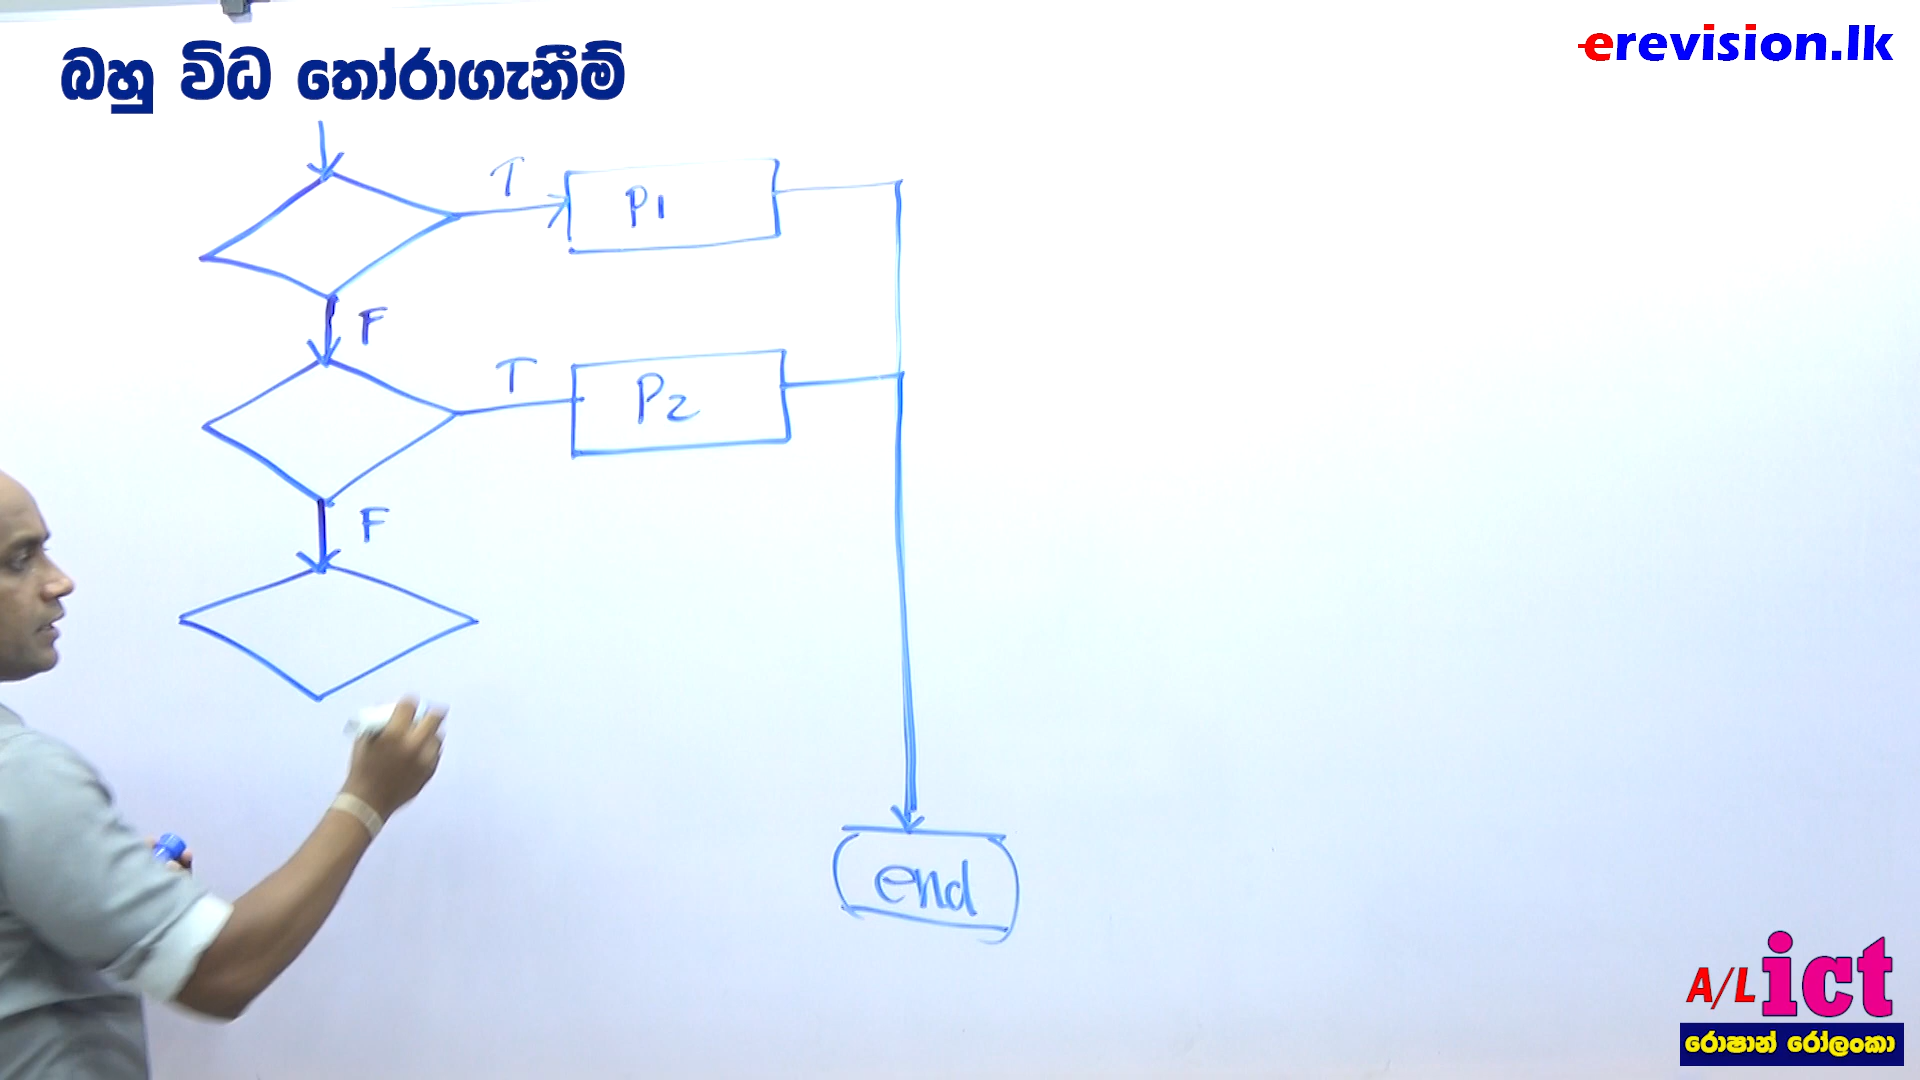 බහු විධ තෝරාගැනීම්
erevision.lk
T
P1
F
T
P2
F
end
A/L ict
රොෂාන් රෝලංකා